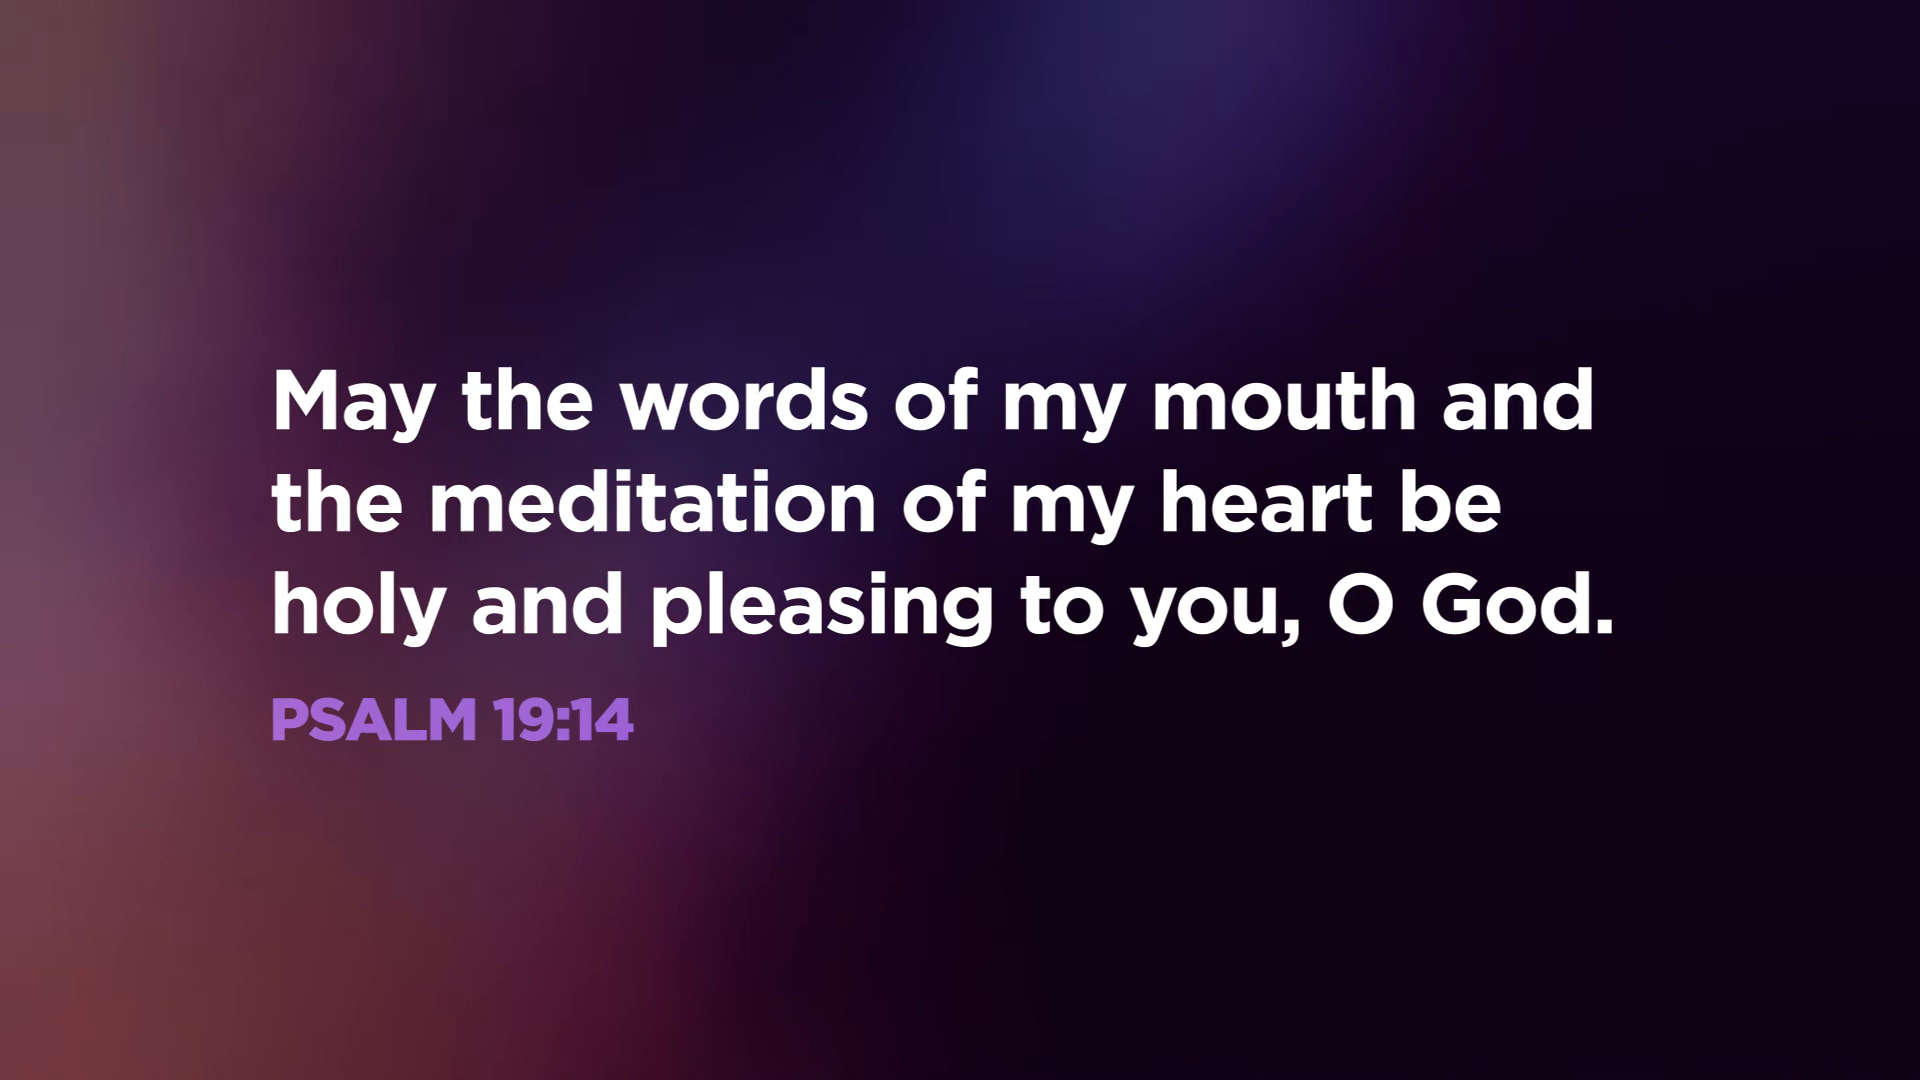 May the words of my mouth and
the meditation of my heart be
holy and pleasing to you, O God.
PSALM 19:14